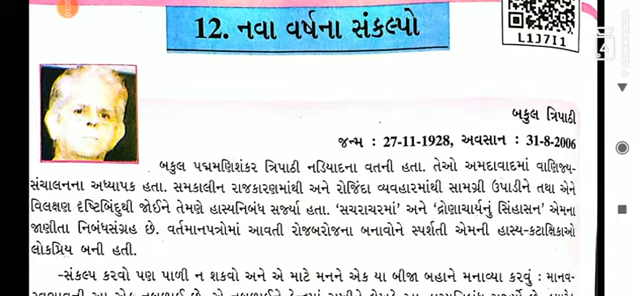 12. નવા વર્ષના સંકલ્પો
L1J7I1
બકુલ ત્રિપાઠી
જન્મ : 27-11-1928, અવસાન : 31-8-2006
બકુલ પદ્મમણિશંકર ત્રિપાઠી નડિયાદના વતની હતા. તેઓ અમદાવાદમાં વાણિજ્ય-
સંચાલનના અધ્યાપક હતા. સમકાલીન રાજકારણમાંથી અને રોજિંદા વ્યવહારમાંથી સામગ્રી ઉપાડીને તથા એને
વિલક્ષણ દૃષ્ટિબિંદુથી જોઈને તેમણે હાસ્યનિબંધ સર્જ્યા હતા. 'સચરાચરમાં' અને 'દ્રોણાચાર્યનું સિંહાસન' એમના
જાણીતા નિબંધસંગ્રહ છે. વર્તમાનપત્રોમાં આવતી રોજબરોજના બનાવોને સ્પર્શતી એમની હાસ્ય-કટાક્ષિકાઓ
લોકપ્રિય બની હતી.
-સંકલ્પ કરવો પણ પાળી ન શકવો અને એ માટે મનને એક યા બીજા બહાને મનાવ્યા કરવું : માનવ-